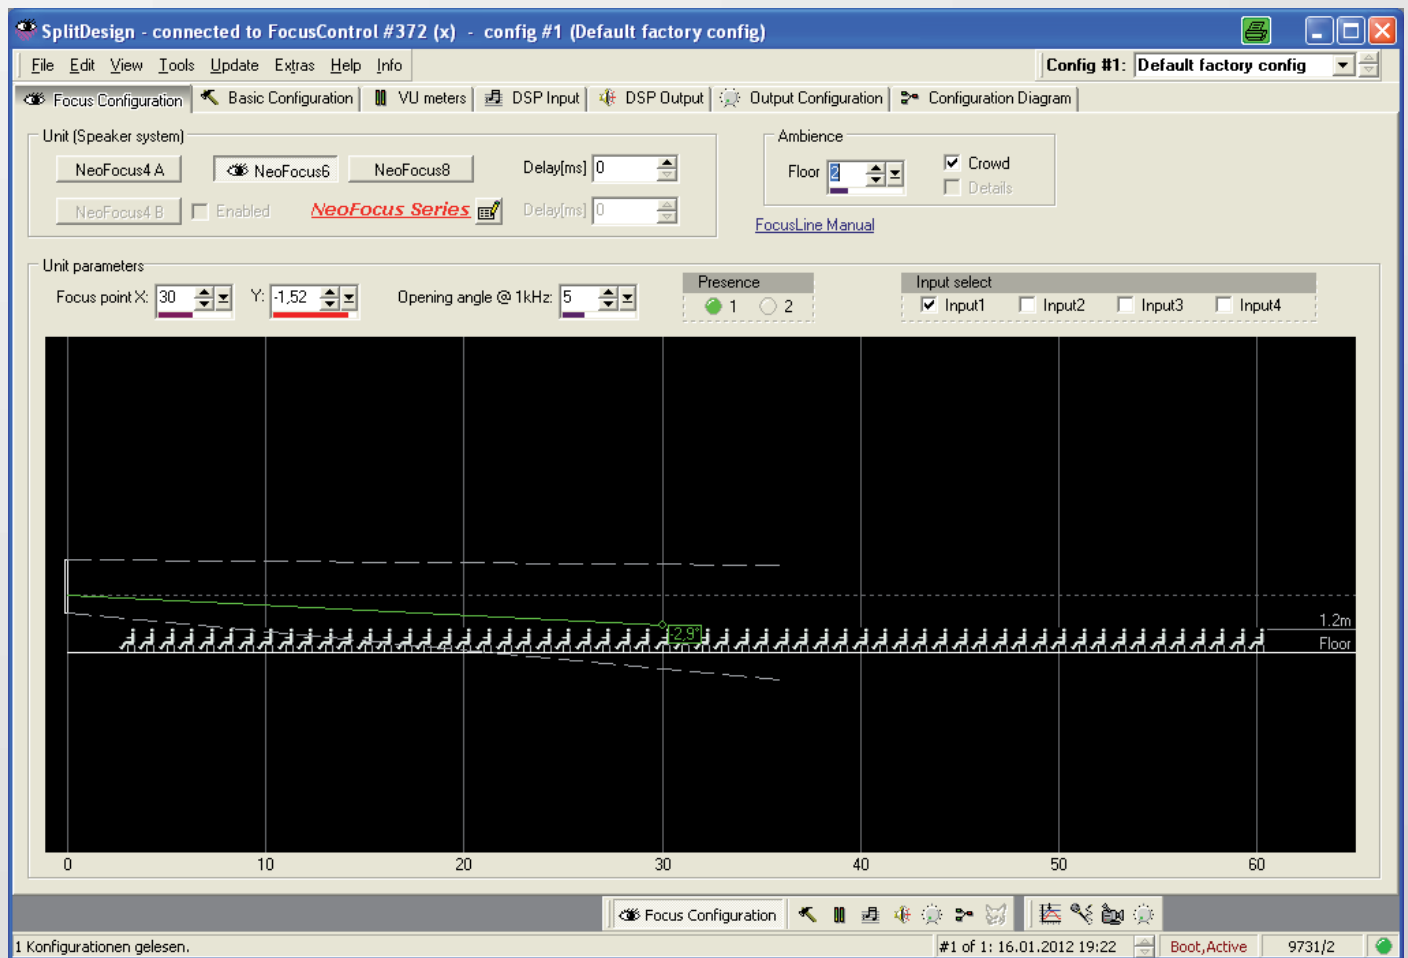 SplitDesign - connected to FocusControl #372 (x) - config #1 (Default factory config)
File Edit View Tools Update Extras Help Info Config #1: Default factory config
Focus Configuration Basic Configuration VU meters DSP Input DSP Output Output Configuration Configuration Diagram
Unit (Speaker system) Ambience
NeoFocus4 A NeoFocus6 NeoFocus8 Delay[ms] 0 Floor 2 Crowd
Details
NeoFocus4 B Enabled NeoFocus Series Delay[ms] 0
FocusLine Manual
Unit parameters
Presence Input select
Focus point X: 30 Y: -1,52 Opening angle @ 1kHz: 5 1 2 Input1 Input2 Input3 Input4
1.2m
-2,9°
Floor
0 10 20 30 40 50 60
Focus Configuration
1 Konfigurationen gelesen. #1 of 1: 16.01.2012 19:22 Boot,Active 9731/2